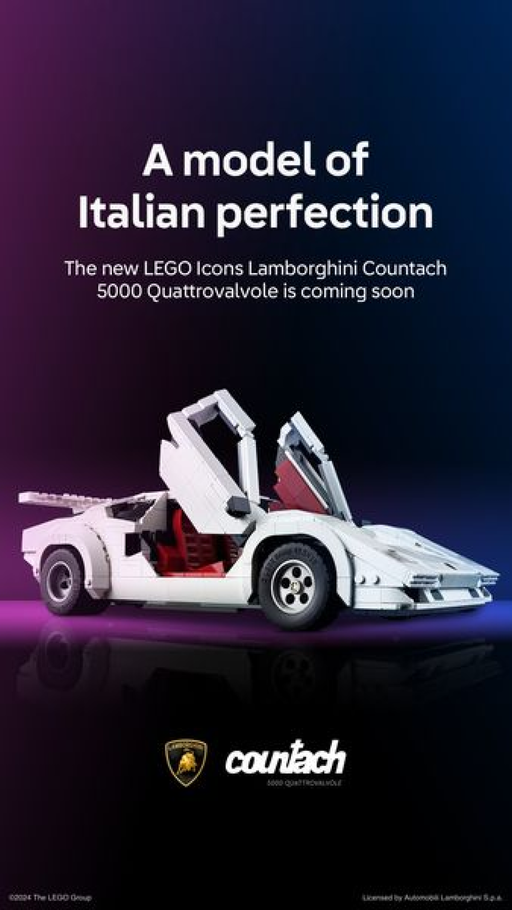 A model of
Italian perfection
The new LEGO Icons Lamborghini Countach
5000 Quattrovalvole is coming soon
LAMBORGHINI
countach
5000 QUATTROVALVOLE
©2024 The LEGO Group
Licensed by Automobili Lamborghini S.p.a.